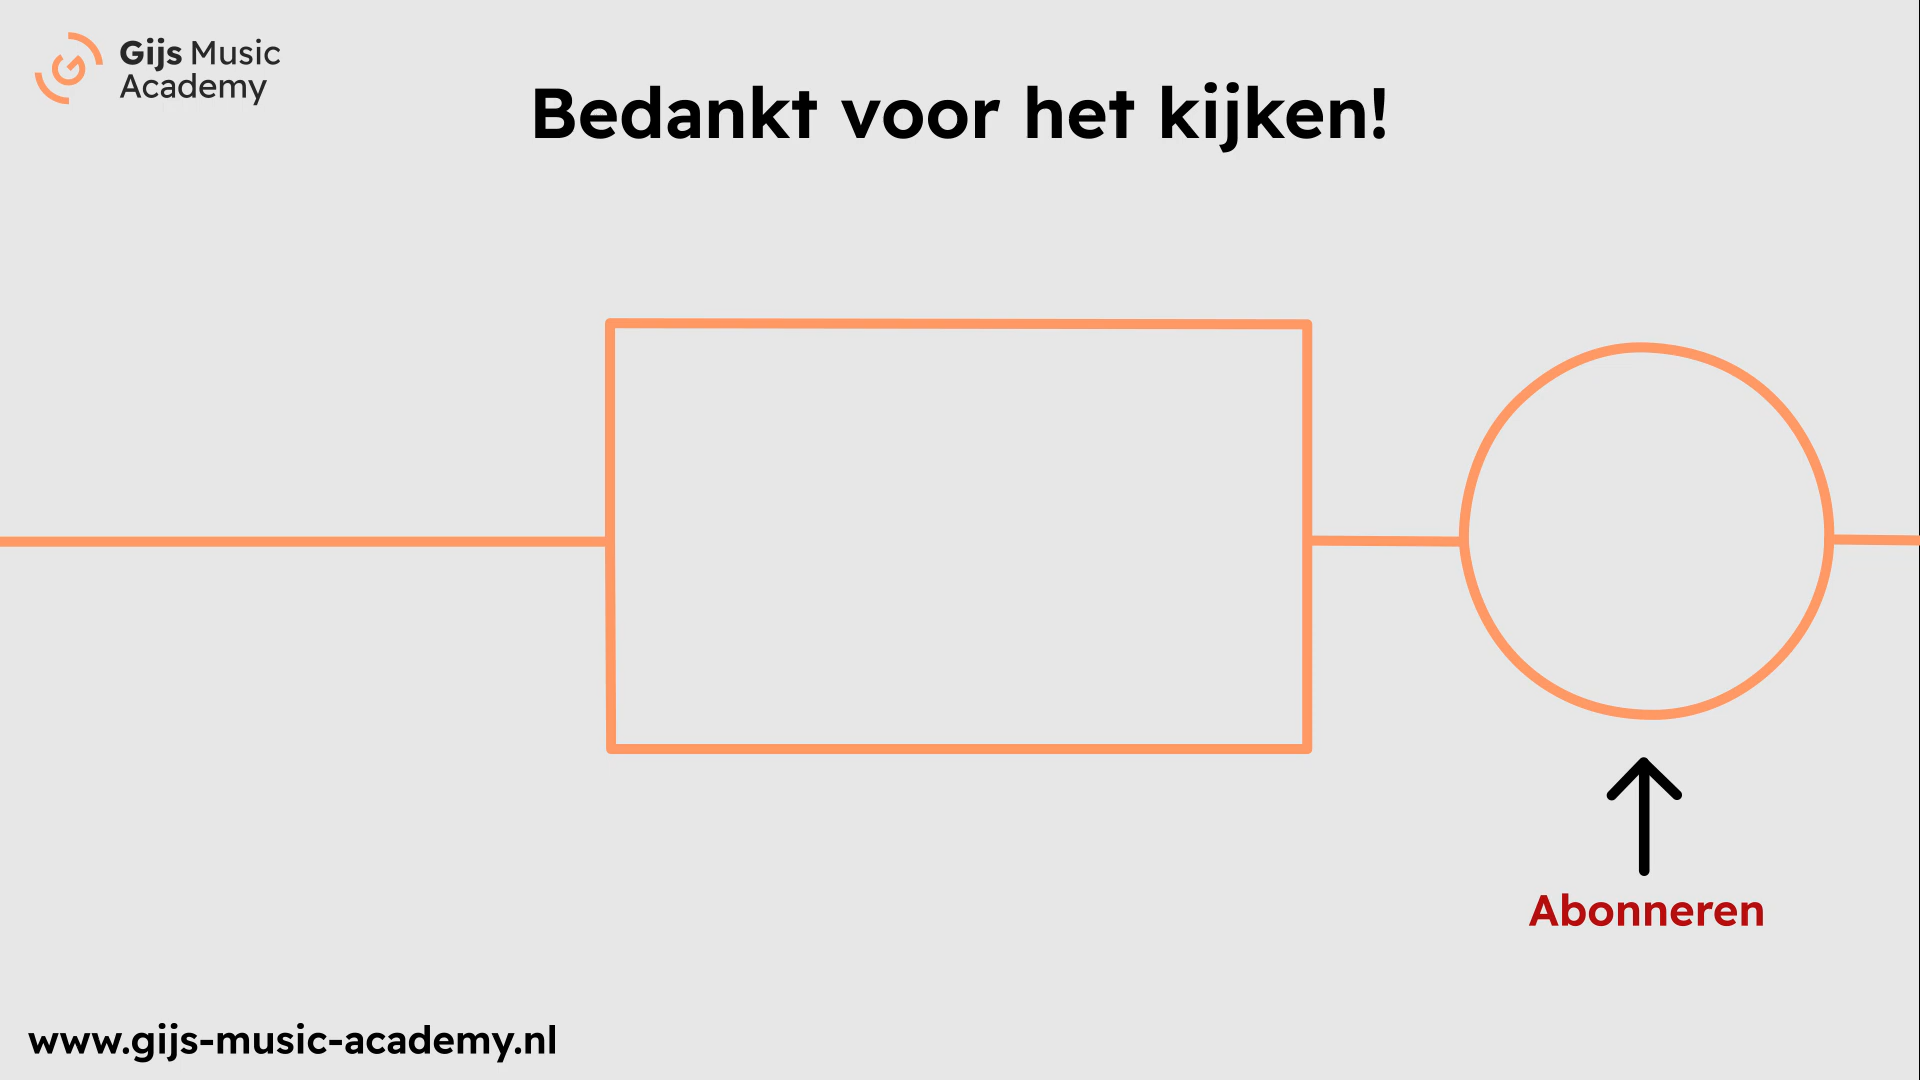 Gijs Music
Academy
Bedankt voor het kijken!
Abonneren
www.gijs-music-academy.nl